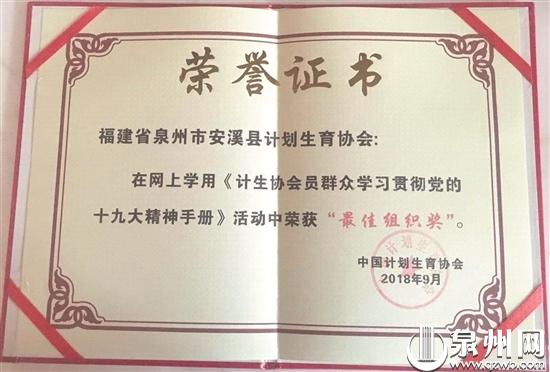 荣誉证书
福建省泉州市安溪县计划生育协会:
在网上学用《计生协会员群众学习贯彻党的
十九大精神手册》活动中荣获“最佳组织奖”。
中国计划生育协会
2018年9月
泉州网
www.qzwb.com